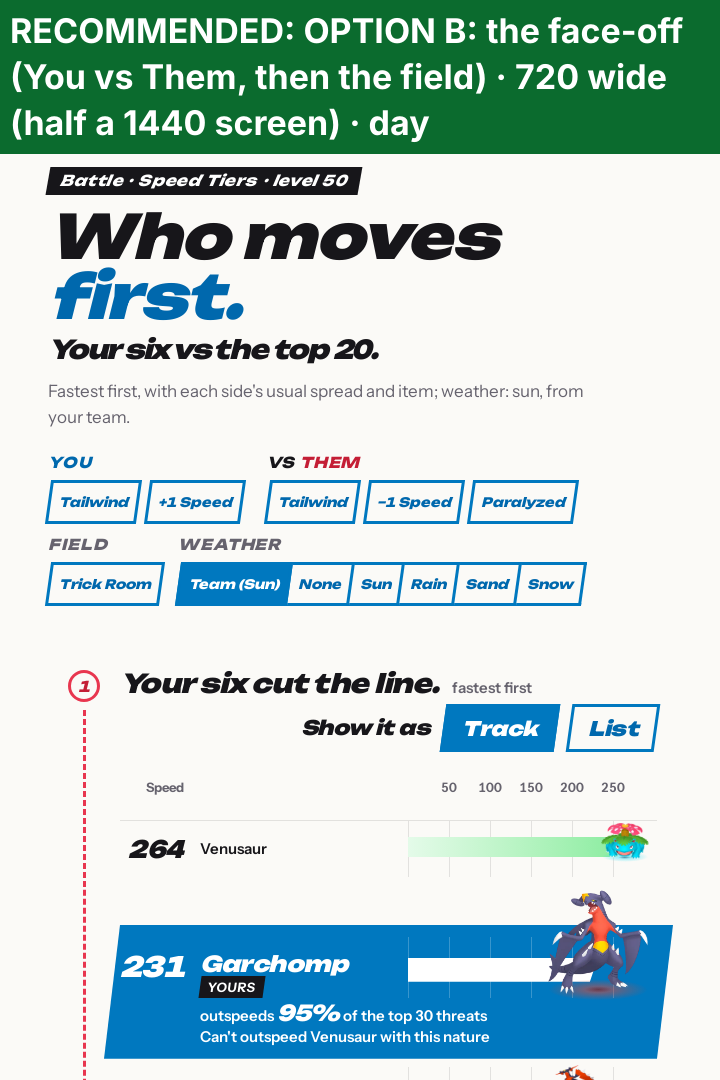 RECOMMENDED: OPTION B: the face-off
(You vs Them, then the field) · 720 wide
(half a 1440 screen) · day
Battle · Speed Tiers · level 50
Who moves
first.
Your six vs the top 20.
Fastest first, with each side's usual spread and item; weather: sun, from
your team.
YOU
VS THEM
Tailwind
+1 Speed
Tailwind
−1 Speed
Paralyzed
FIELD
WEATHER
Trick Room
Team (Sun)
None
Sun
Rain
Sand
Snow
1
Your six cut the line. fastest first
Show it as
Track
List
Speed
50
100
150
200
250
264
Venusaur
231
Garchomp
YOURS
outspeeds 95% of the top 30 threats
Can't outspeed Venusaur with this nature